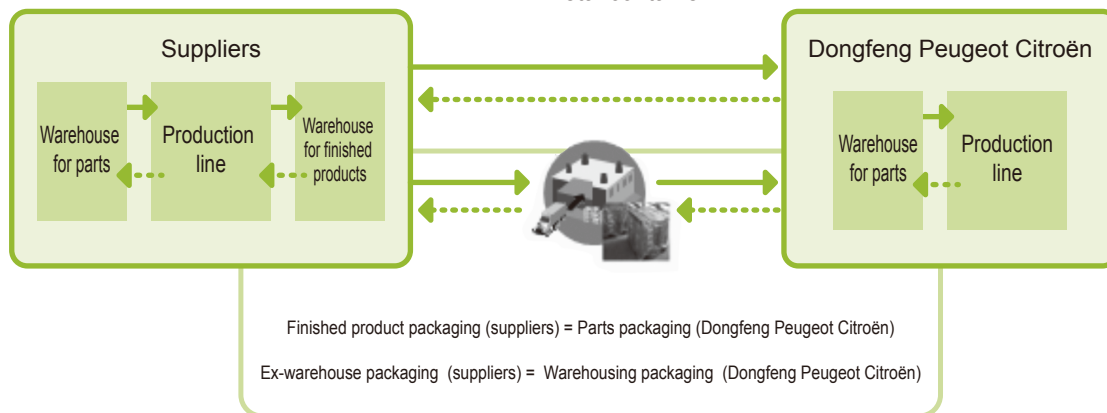 Suppliers
Dongfeng Peugeot Citroën
Warehouse
for parts
Production
line
Warehouse
for finished
products
Warehouse
for parts
Production
line
Finished product packaging (suppliers) = Parts packaging (Dongfeng Peugeot Citroën)
Ex-warehouse packaging (suppliers) = Warehousing packaging (Dongfeng Peugeot Citroën)